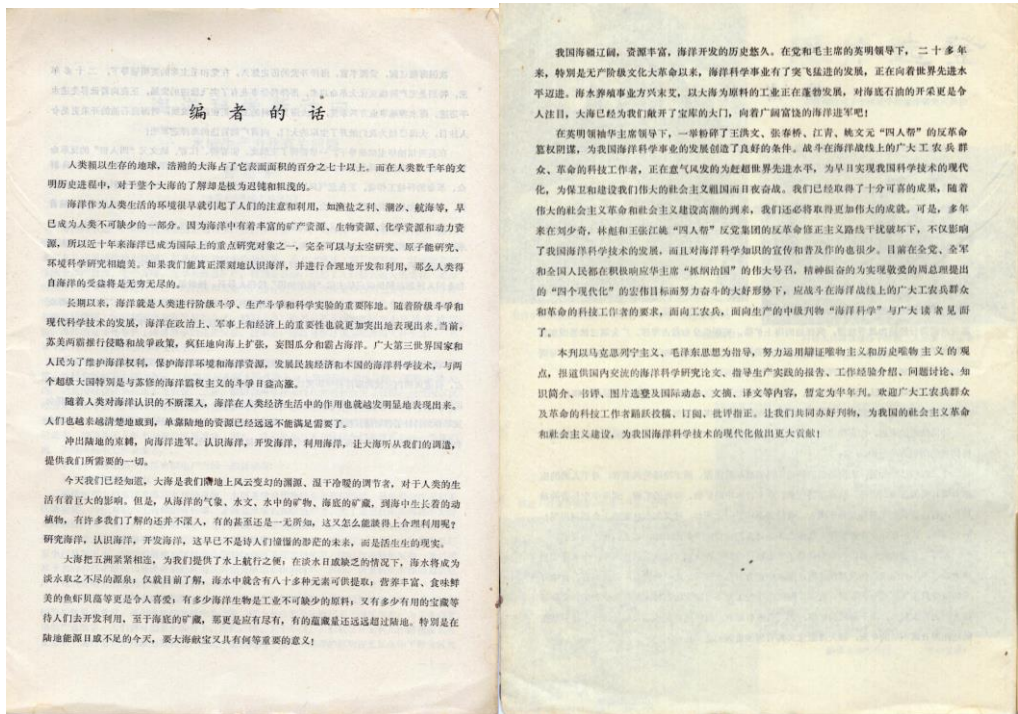 编者的话
人类赖以生存的地球，浩瀚的大海占了它表面面积的百分之七十以上。而在人类数千年的文
明历史进程中，对于整个大海的了解却是极为迟钝和粗浅的。
海洋作为人类生活的环境很早就引起了人们的注意和利用，如渔盐之利、潮汐、航海等，早
已成为人类不可缺少的一部分。因为海洋中有着丰富的矿产资源、生物资源、化学资源和动力资
源，所以近十年来海洋已成为国际上的重点研究对象之一，完全可以与太室研究、原子能研究、
环境科学研究相媲美。如果我们能真正深刻地认识海洋，并进行合理地开发和利用，那么人类得
自海洋的受益将是无穷无尽的。
长期以来，海洋就是人类进行阶级斗争、生产斗争和科学实验的重要阵地。随着阶级斗争和
现代科学技术的发展，海洋在政治上、军事上和经济上的重要性也就更加突出地表现出来。当前，
苏美两霸推行侵略和战争政策，疯狂地向海上扩张，妄图瓜分和霸占海洋。广大第三世界国家和
人民为了维护海洋权利，保护海洋环境和海洋资源，发展民族经济和本国的海洋科学技术，与两
个超级大国特别是与苏修的海洋霸权主义的斗争日益高涨。
随着人类对海洋认识的不断深入，海洋在人类经济生活中的作用也就越发明显地表现出来。
人们也越来越清楚地感到，单靠陆地的资源已经远远不能满足需要了。
冲出陆地的束缚，向海洋进军。认识海洋，开发海洋，利用海洋，让大海听从我们的调遣，
提供我们所需要的一切。
今天我们已经知道，大海是我们陆地上风云变幻的渊源、湿干冷暖的调节者，对于人类的生
活有着巨大的影响。但是，从海洋的气象、水文、水中的矿物、海底的矿藏，到海中生长着的动
植物，有许多我们了解的还并不深入，有的甚至还是一无所知，这又怎么能谈得上合理利用呢？
研究海洋，认识海洋，开发海洋，这早已不是诗人们憧憬的渺茫的未来，而是活生生的现实。
大海把五洲紧紧相连，为我们提供了水上航行之便；在淡水日感缺乏的情况下，海水将成为
淡水取之不尽的源泉；仅就目前了解，海水中就含有八十多种元素可供提取；营养丰富、食味鲜
美的鱼虾贝藻等更是令人喜爱；有多少海洋生物是工业不可缺少的原料；又有多少有用的宝藏等
待人们去开发利用，至于海底的矿藏，那更是应有尽有，有的蕴藏量还远远超过陆地。特别是在
陆地能源日感不足的今天，要大海献宝又具有何等重要的意义！
我国海疆辽阔，资源丰富，海洋开发的历史悠久。在党和毛主席的英明领导下，二十多年
来，特别是无产阶级文化大革命以来，海洋科学事业有了突飞猛进的发展，正在向着世界先进水
平迈进。海水养殖事业方兴未艾，以大海为原料的工业正在蓬勃发展，对海底石油的开采更是令
人注目，大海已经为我们敞开了宝库的大门，向着广阔富饶的海洋进军吧！
在英明领袖华主席领导下，一举粉碎了王洪文、张春桥、江青、姚文元“四人帮”的反革命
篡权阴谋，为我国海洋科学事业的发展创造了良好的条件。战斗在海洋战线上的广大工农兵群
众、革命的科技工作者，正在意气风发的为赶超世界先进水平，为早日实现我国科学技术的现代
化，为保卫和建设我们伟大的社会主义祖国而日夜奋战。我们已经取得了十分可喜的成果，随着
伟大的社会主义革命和社会主义建设高潮的到来，我们还必将取得更加伟大的成就。可是，多年
来在刘少奇、林彪和王张江姚“四人帮”反党集团的反革命修正主义路线干扰破坏下，不仅影响
了我国海洋科学技术的发展，而且对海洋科学知识的宣传和普及作的也很少。目前在全党、全军
和全国人民都在积极响应华主席“抓纲治国”的伟大号召，精神振奋的为实现敬爱的周总理提出
的“四个现代化”的宏伟目标而努力奋斗的大好形势下，应战斗在海洋战线上的广大工农兵群众
和革命的科技工作者的要求，面向工农兵，面向生产的中级刊物“海洋科学”与广大读者见面
了。
本刊以马克思列宁主义、毛泽东思想为指导，努力运用辩证唯物主义和历史唯物主义的观
点，报道供国内交流的海洋科学研究论文、指导生产实践的报告、工作经验介绍、问题讨论、知
识简介、书评、图片选登及国际动态、文摘、译文等内容，暂定为半年刊。欢迎广大工农兵群众
及革命的科技工作者踊跃投稿、订阅、批评指正。让我们共同办好刊物，为我国的社会主义革命
和社会主义建设，为我国海洋科学技术的现代化做出更大贡献！